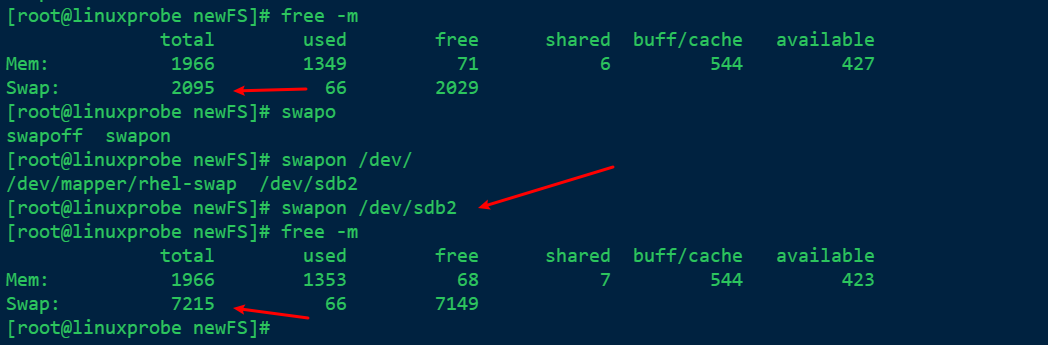 [root@linuxprobe newFS]# free -m
total used free shared buff/cache available
Mem: 1966 1349 71 6 544 427
Swap: 2095 66 2029
[root@linuxprobe newFS]# swapo
swapoff swapon
[root@linuxprobe newFS]# swapon /dev/
/dev/mapper/rhel-swap /dev/sdb2
[root@linuxprobe newFS]# swapon /dev/sdb2
[root@linuxprobe newFS]# free -m
total used free shared buff/cache available
Mem: 1966 1353 68 7 544 423
Swap: 7215 66 7149
[root@linuxprobe newFS]#